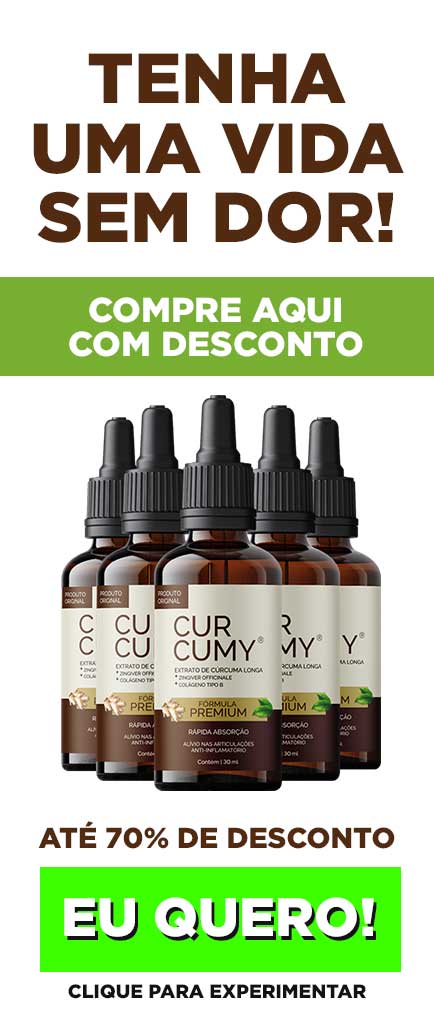 TENHA
UMA VIDA
SEM DOR!
COMPRE AQUI
COM DESCONTO
PRODUTO
ORIGINAL
CUR
CUMY®
EXTRATO DE CÚRCUMA LONGA
• ZINGIVER OFFICINALE
• COLÁGENO TIPO B
FÓRMULA
PREMIUM
RÁPIDA ABSORÇÃO
ALÍVIO NAS ARTICULAÇÕES
ANTI-INFLAMATÓRIO
Contém | 30 ml
ATÉ 70% DE DESCONTO
EU QUERO!
CLIQUE PARA EXPERIMENTAR